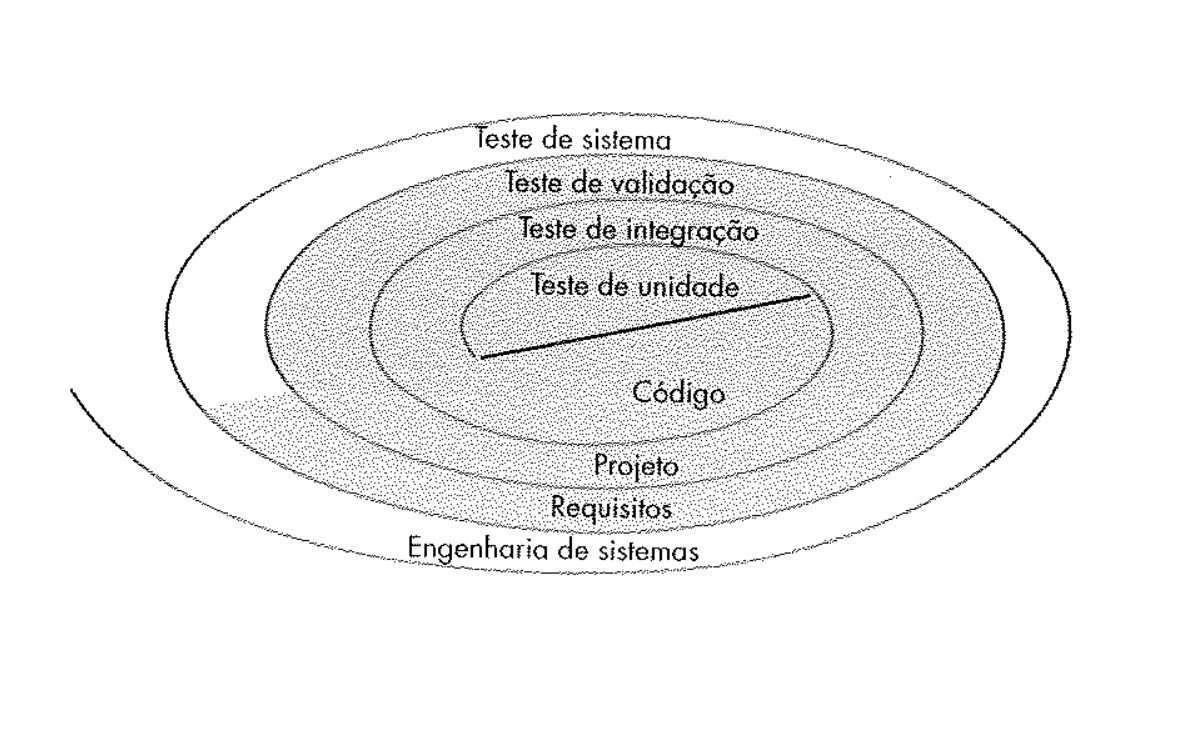 Teste de sistema
Teste de validação
Teste de integração
Teste de unidade
Código
Projeto
Requisitos
Engenharia de sistemas